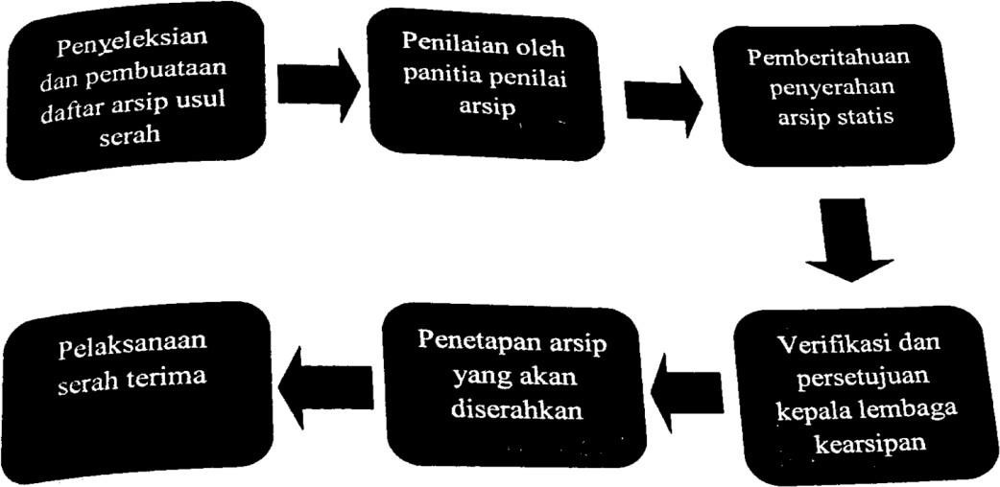 Penyeleksian
dan pembuataan
daftar arsip usul
serah
Penilaian oleh
panitia penilai
arsip
Pemberitahuan
penyerahan
arsip statis
Verifikasi dan
persetujuan
kepala lembaga
kearsipan
Penetapan arsip
yang akan
diserahkan
Pelaksanaan
serah terima